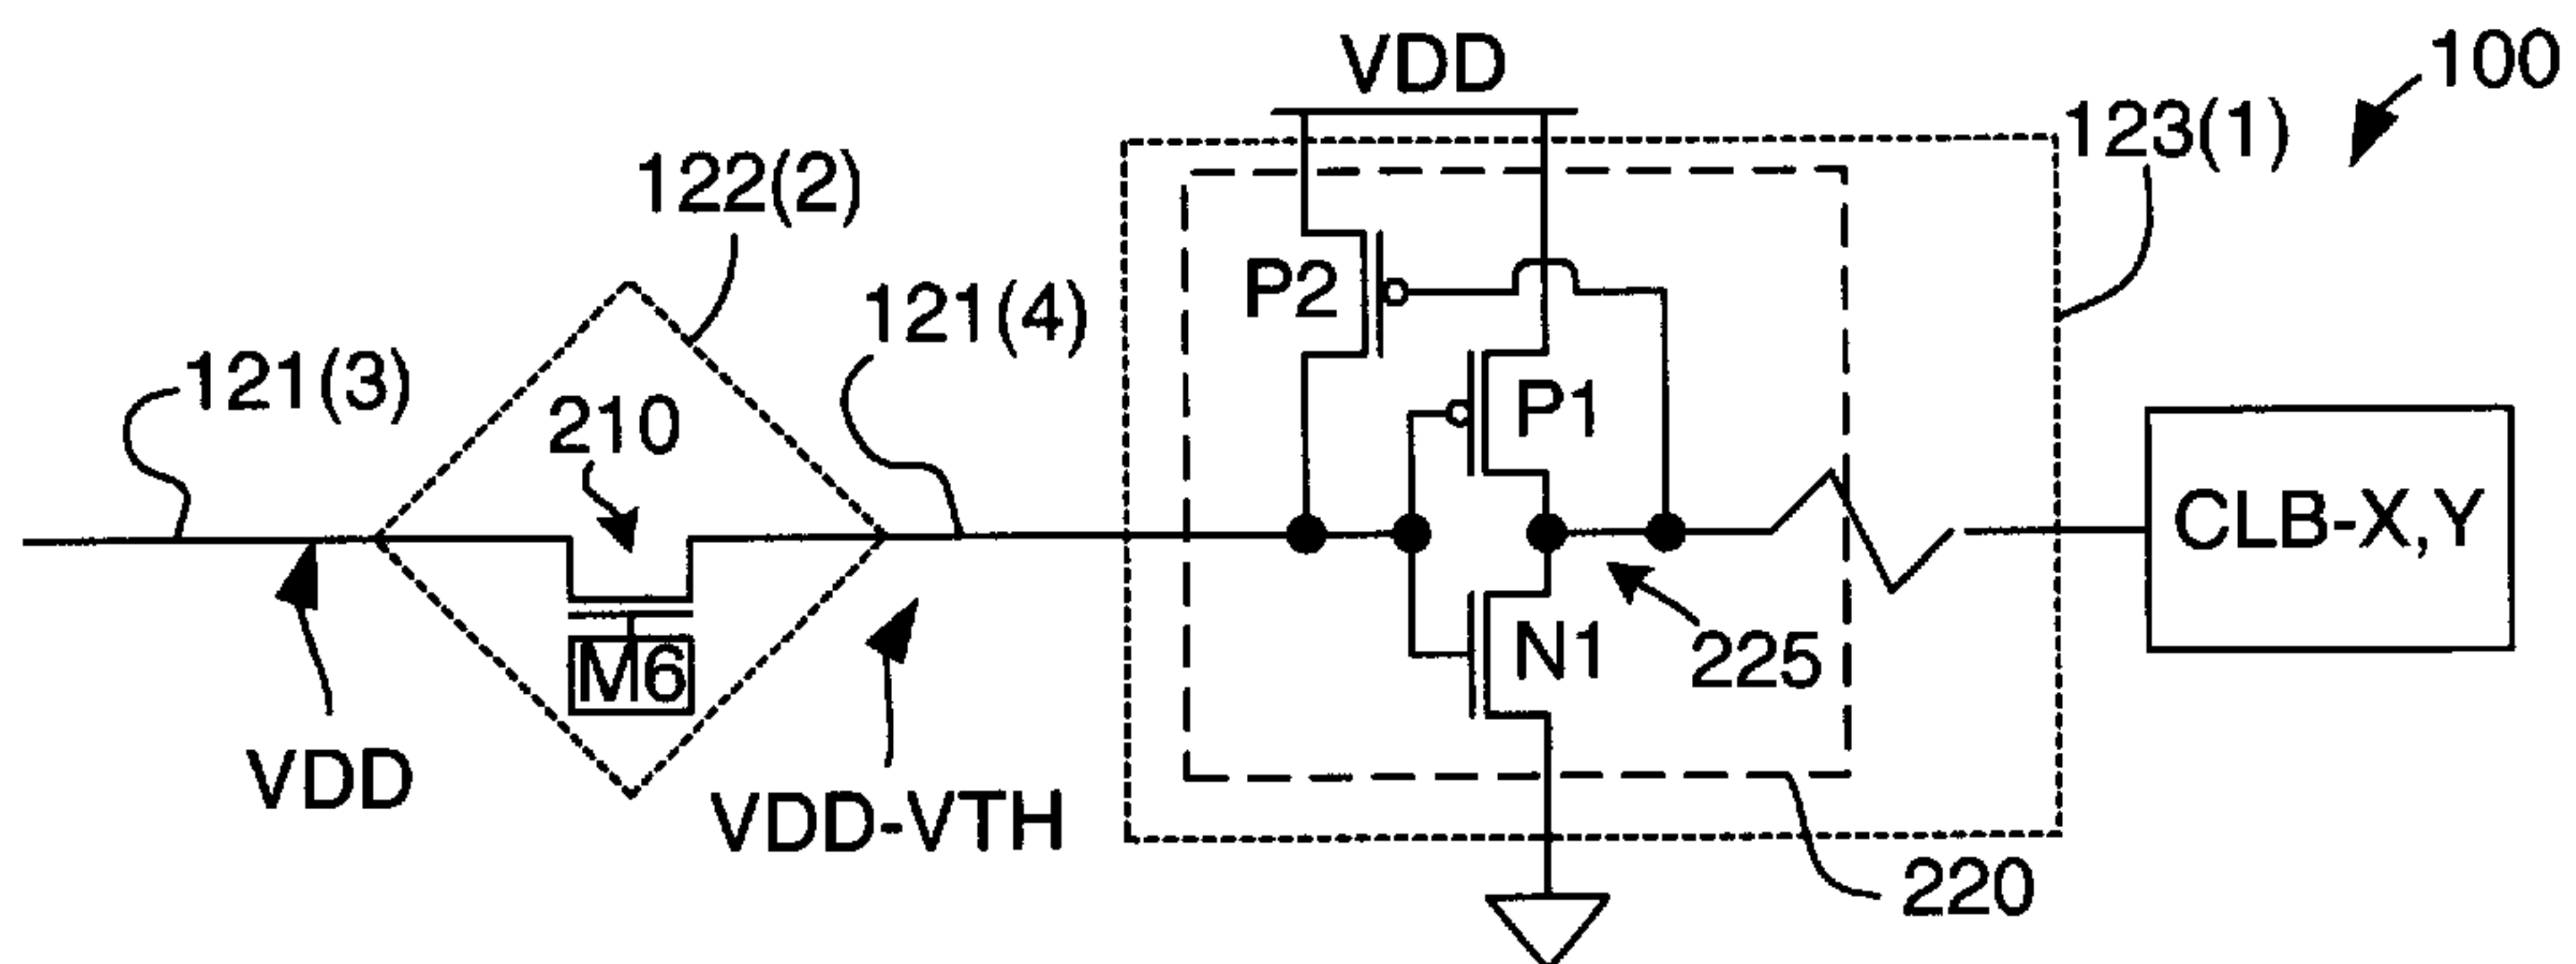 VDD
100
123(1)
122(2)
P2
121(4)
121(3)
210
P1
CLB-X,Y
M6
N1
225
VDD
VDD-VTH
220